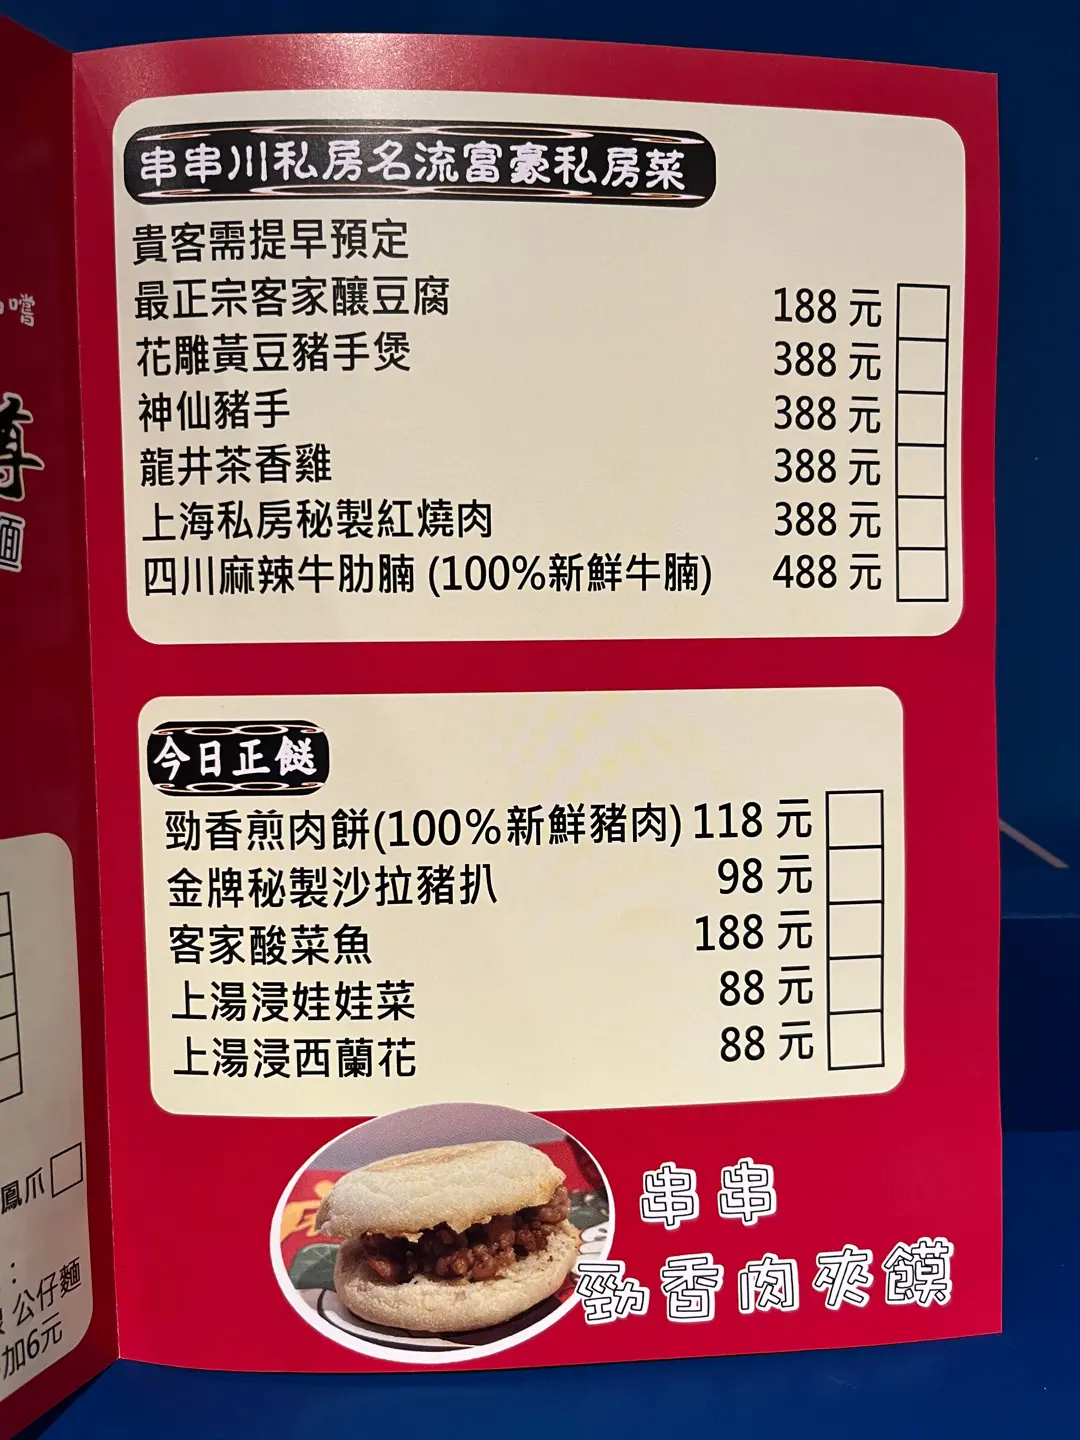 串串川私房名流富豪私房菜
貴客需提早預定
最正宗客家釀豆腐 188 元
花雕黃豆豬手煲 388 元
神仙豬手 388 元
龍井茶香雞 388 元
上海私房秘製紅燒肉 388 元
四川麻辣牛肋腩 (100%新鮮牛腩) 488 元
今日正餸
勁香煎肉餅(100%新鮮豬肉) 118 元
金牌秘製沙拉豬扒 98 元
客家酸菜魚 188 元
上湯浸娃娃菜 88 元
上湯浸西蘭花 88 元
串串
勁香肉夾饃
嚐
鳳爪
公仔麵
加6元